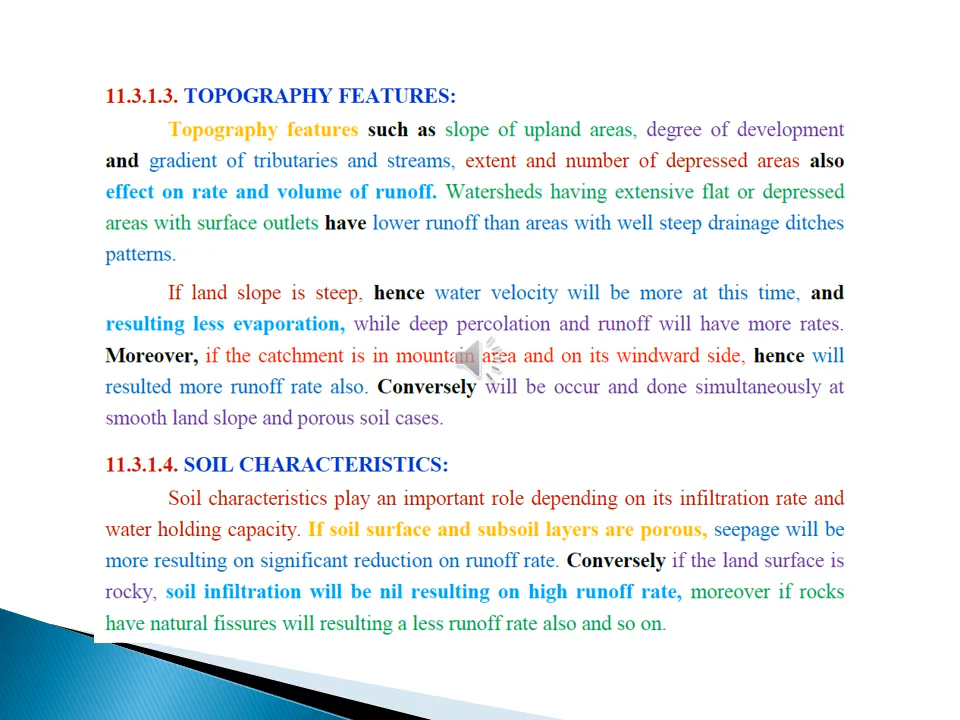 11.3.1.3. TOPOGRAPHY FEATURES:
Topography features such as slope of upland areas, degree of development
and gradient of tributaries and streams, extent and number of depressed areas also
effect on rate and volume of runoff. Watersheds having extensive flat or depressed
areas with surface outlets have lower runoff than areas with well steep drainage ditches
patterns.
If land slope is steep, hence water velocity will be more at this time, and
resulting less evaporation, while deep percolation and runoff will have more rates.
Moreover, if the catchment is in mountain area and on its windward side, hence will
resulted more runoff rate also. Conversely will be occur and done simultaneously at
smooth land slope and porous soil cases.
11.3.1.4. SOIL CHARACTERISTICS:
Soil characteristics play an important role depending on its infiltration rate and
water holding capacity. If soil surface and subsoil layers are porous, seepage will be
more resulting on significant reduction on runoff rate. Conversely if the land surface is
rocky, soil infiltration will be nil resulting on high runoff rate, moreover if rocks
have natural fissures will resulting a less runoff rate also and so on.